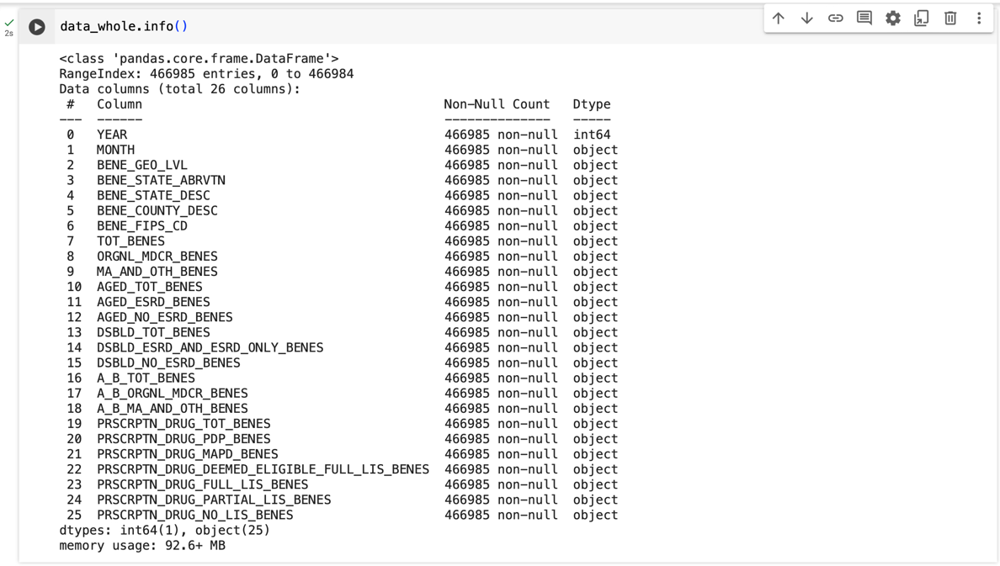 data_whole.info()
2s
<class 'pandas.core.frame.DataFrame'>
RangeIndex: 466985 entries, 0 to 466984
Data columns (total 26 columns):
#   Column   Non-Null Count   Dtype
---  ------   --------------   -----
0   YEAR   466985 non-null   int64
1   MONTH   466985 non-null   object
2   BENE_GEO_LVL   466985 non-null   object
3   BENE_STATE_ABRVTN   466985 non-null   object
4   BENE_STATE_DESC   466985 non-null   object
5   BENE_COUNTY_DESC   466985 non-null   object
6   BENE_FIPS_CD   466985 non-null   object
7   TOT_BENES   466985 non-null   object
8   ORGNL_MDCR_BENES   466985 non-null   object
9   MA_AND_OTH_BENES   466985 non-null   object
10   AGED_TOT_BENES   466985 non-null   object
11   AGED_ESRD_BENES   466985 non-null   object
12   AGED_NO_ESRD_BENES   466985 non-null   object
13   DSBLD_TOT_BENES   466985 non-null   object
14   DSBLD_ESRD_AND_ESRD_ONLY_BENES   466985 non-null   object
15   DSBLD_NO_ESRD_BENES   466985 non-null   object
16   A_B_TOT_BENES   466985 non-null   object
17   A_B_ORGNL_MDCR_BENES   466985 non-null   object
18   A_B_MA_AND_OTH_BENES   466985 non-null   object
19   PRSCRPTN_DRUG_TOT_BENES   466985 non-null   object
20   PRSCRPTN_DRUG_PDP_BENES   466985 non-null   object
21   PRSCRPTN_DRUG_MAPD_BENES   466985 non-null   object
22   PRSCRPTN_DRUG_DEEMED_ELIGIBLE_FULL_LIS_BENES   466985 non-null   object
23   PRSCRPTN_DRUG_FULL_LIS_BENES   466985 non-null   object
24   PRSCRPTN_DRUG_PARTIAL_LIS_BENES   466985 non-null   object
25   PRSCRPTN_DRUG_NO_LIS_BENES   466985 non-null   object
dtypes: int64(1), object(25)
memory usage: 92.6+ MB